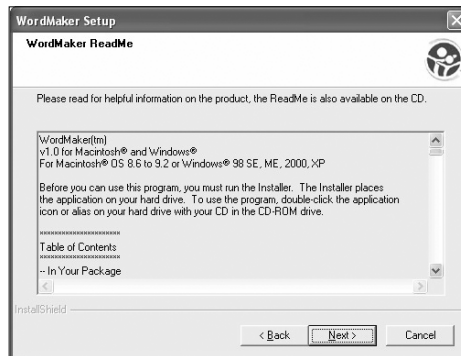 WordMaker Setup
WordMaker ReadMe
Please read for helpful information on the product, the ReadMe is also available on the CD.
WordMaker(tm)
v1.0 for Macintosh® and Windows®
For Macintosh® OS 8.6 to 9.2 or Windows® 98 SE, ME, 2000, XP
Before you can use this program, you must run the Installer. The Installer places
the application on your hard drive. To use the program, double-click the application
icon or alias on your hard drive with your CD in the CD-ROM drive.
********************
Table of Contents
********************
-- In Your Package
InstallShield
< Back Next > Cancel